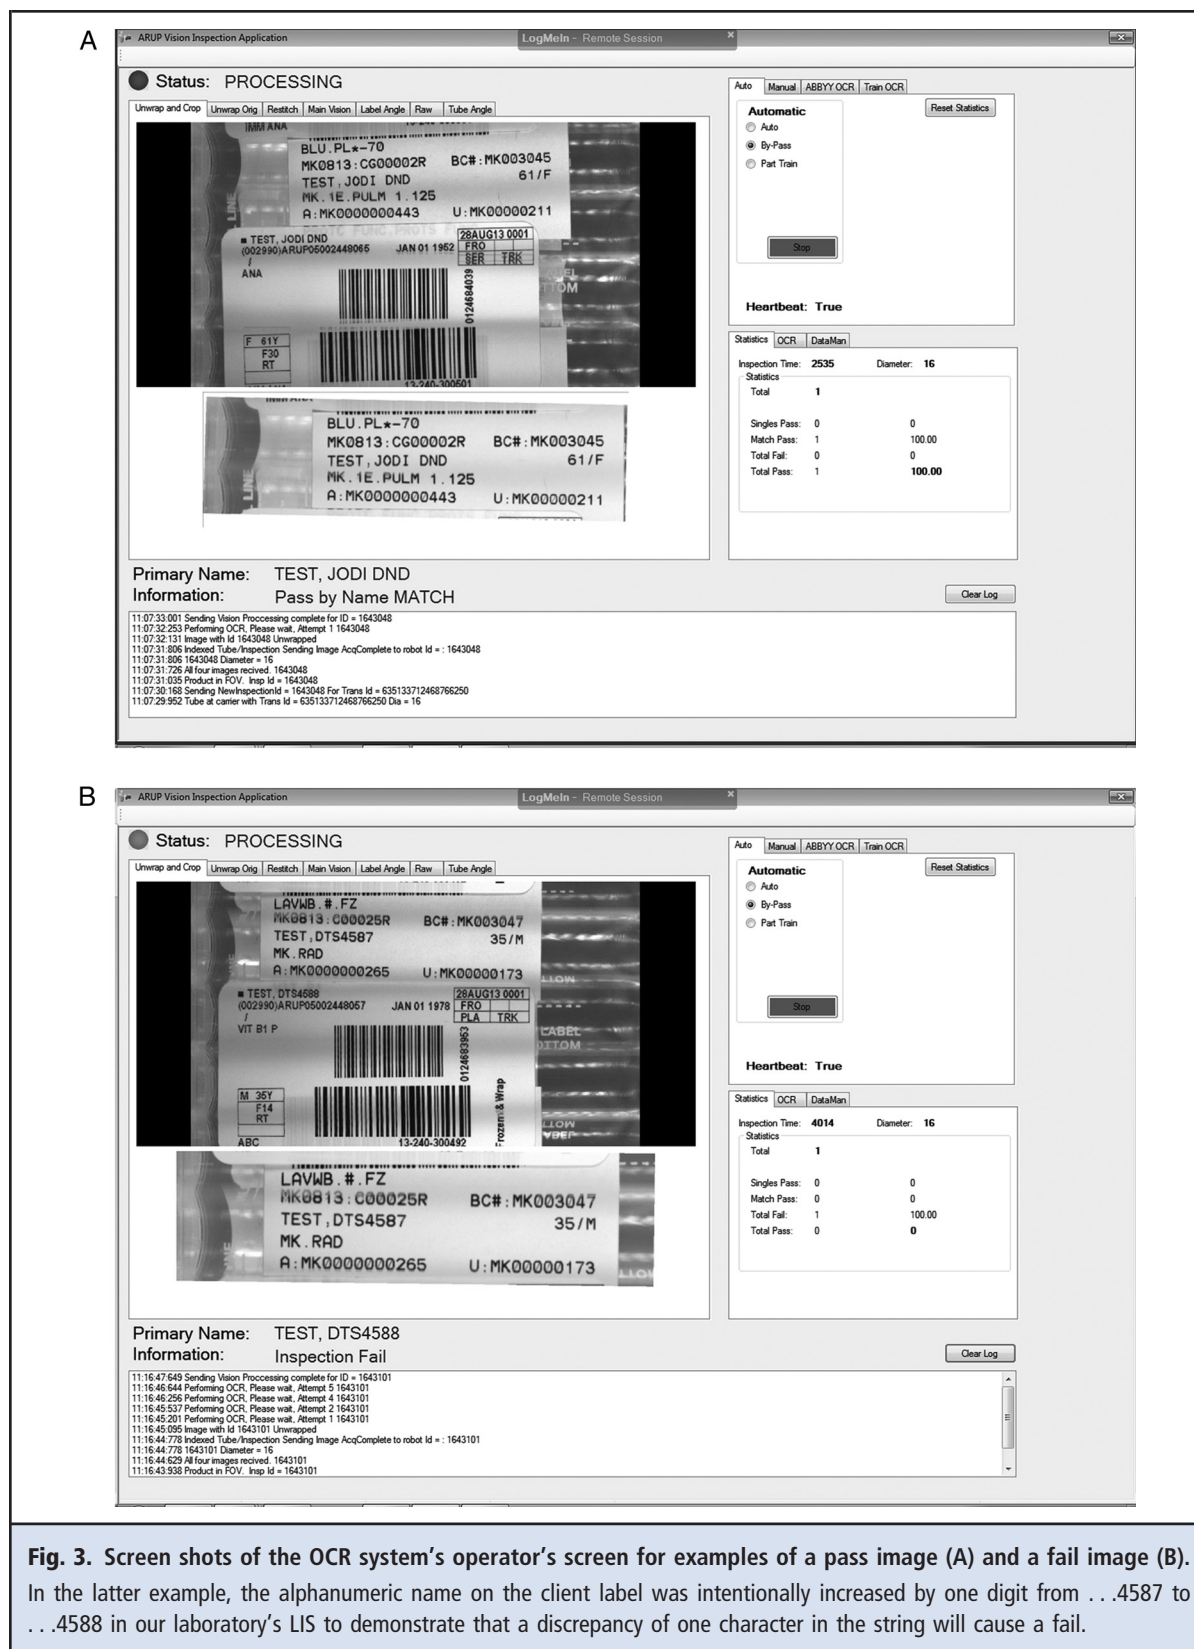 A
ARUP Vision Inspection Application
LogMeIn - Remote Session
Status: PROCESSING
Unwrap and Crop Unwrap Orig Restitch Main Vision Label Angle Raw Tube Angle
IMM ANA
BLU.PL*-70
MK0813:CG00002R BC#:MK003045
TEST,JODI DND 61/F
MK.1E.PULM 1.125
A:MK0000000443 U:MK00000211
LINE
■ TEST, JODI DND
(002990)ARUP05002448065 JAN 01 1952
/
ANA
28AUG13 0001
FRO
SER TRK
0124684039
F 61Y
F30
RT
13-240-300501
BLU.PL*-70
MK0813:CG00002R BC#:MK003045
TEST,JODI DND 61/F
MK.1E.PULM 1.125
A:MK0000000443 U:MK00000211
LINE
Auto Manual ABBYY OCR Train OCR
Automatic
Auto
By-Pass
Part Train
Reset Statistics
Stop
Heartbeat: True
Statistics OCR DataMan
Inspection Time: 2535 Diameter: 16
Statistics
Total 1
Singles Pass: 0 0
Match Pass: 1 100.00
Total Fail: 0 0
Total Pass: 1 100.00
Primary Name: TEST, JODI DND
Information: Pass by Name MATCH
Clear Log
11:07:33:001 Sending Vision Proccessing complete for ID = 1643048
11:07:32:253 Performing OCR, Please wait, Attempt 1 1643048
11:07:32:131 Image with Id 1643048 Unwrapped
11:07:31:806 Indexed Tube/Inspection Sending Image AcqComplete to robot Id = : 1643048
11:07:31:806 1643048 Diameter = 16
11:07:31:726 All four images recived. 1643048
11:07:31:035 Product in FOV. Insp Id = 1643048
11:07:30:168 Sending NewInspectionId = 1643048 For Trans Id = 635133712468766250
11:07:29:952 Tube at carrier with Trans Id = 635133712468766250 Dia = 16
B
ARUP Vision Inspection Application
LogMeIn - Remote Session
Status: PROCESSING
Unwrap and Crop Unwrap Orig Restitch Main Vision Label Angle Raw Tube Angle
LAVWB.#.FZ
MK0813:C00025R BC#:MK003047
TEST,DTS4587 35/M
MK.RAD
A:MK0000000265 U:MK00000173
■ TEST, DTS4588
(002990)ARUP05002448057 JAN 01 1978
/
VIT B1 P
28AUG13 0001
FRO
PLA TRK
0124683953
LABEL
M 35Y
F14
RT
Frozen & Wrap
ABC 13-240-300492
LAVWB.#.FZ
MK0813:C00025R BC#:MK003047
TEST,DTS4587 35/M
MK.RAD
A:MK0000000265 U:MK00000173
Auto Manual ABBYY OCR Train OCR
Automatic
Auto
By-Pass
Part Train
Reset Statistics
Stop
Heartbeat: True
Statistics OCR DataMan
Inspection Time: 4014 Diameter: 16
Statistics
Total 1
Singles Pass: 0 0
Match Pass: 0 0
Total Fail: 1 100.00
Total Pass: 0 0
Primary Name: TEST, DTS4588
Information: Inspection Fail
Clear Log
11:16:47:649 Sending Vision Proccessing complete for ID = 1643101
11:16:46:644 Performing OCR, Please wait, Attempt 5 1643101
11:16:46:256 Performing OCR, Please wait, Attempt 4 1643101
11:16:45:537 Performing OCR, Please wait, Attempt 2 1643101
11:16:45:201 Performing OCR, Please wait, Attempt 1 1643101
11:16:45:095 Image with Id 1643101 Unwrapped
11:16:44:778 Indexed Tube/Inspection Sending Image AcqComplete to robot Id = : 1643101
11:16:44:778 1643101 Diameter = 16
11:16:44:629 All four images recived. 1643101
11:16:43:938 Product in FOV. Insp Id = 1643101
Fig. 3. Screen shots of the OCR system's operator's screen for examples of a pass image (A) and a fail image (B).
In the latter example, the alphanumeric name on the client label was intentionally increased by one digit from . . .4587 to
. . .4588 in our laboratory's LIS to demonstrate that a discrepancy of one character in the string will cause a fail.